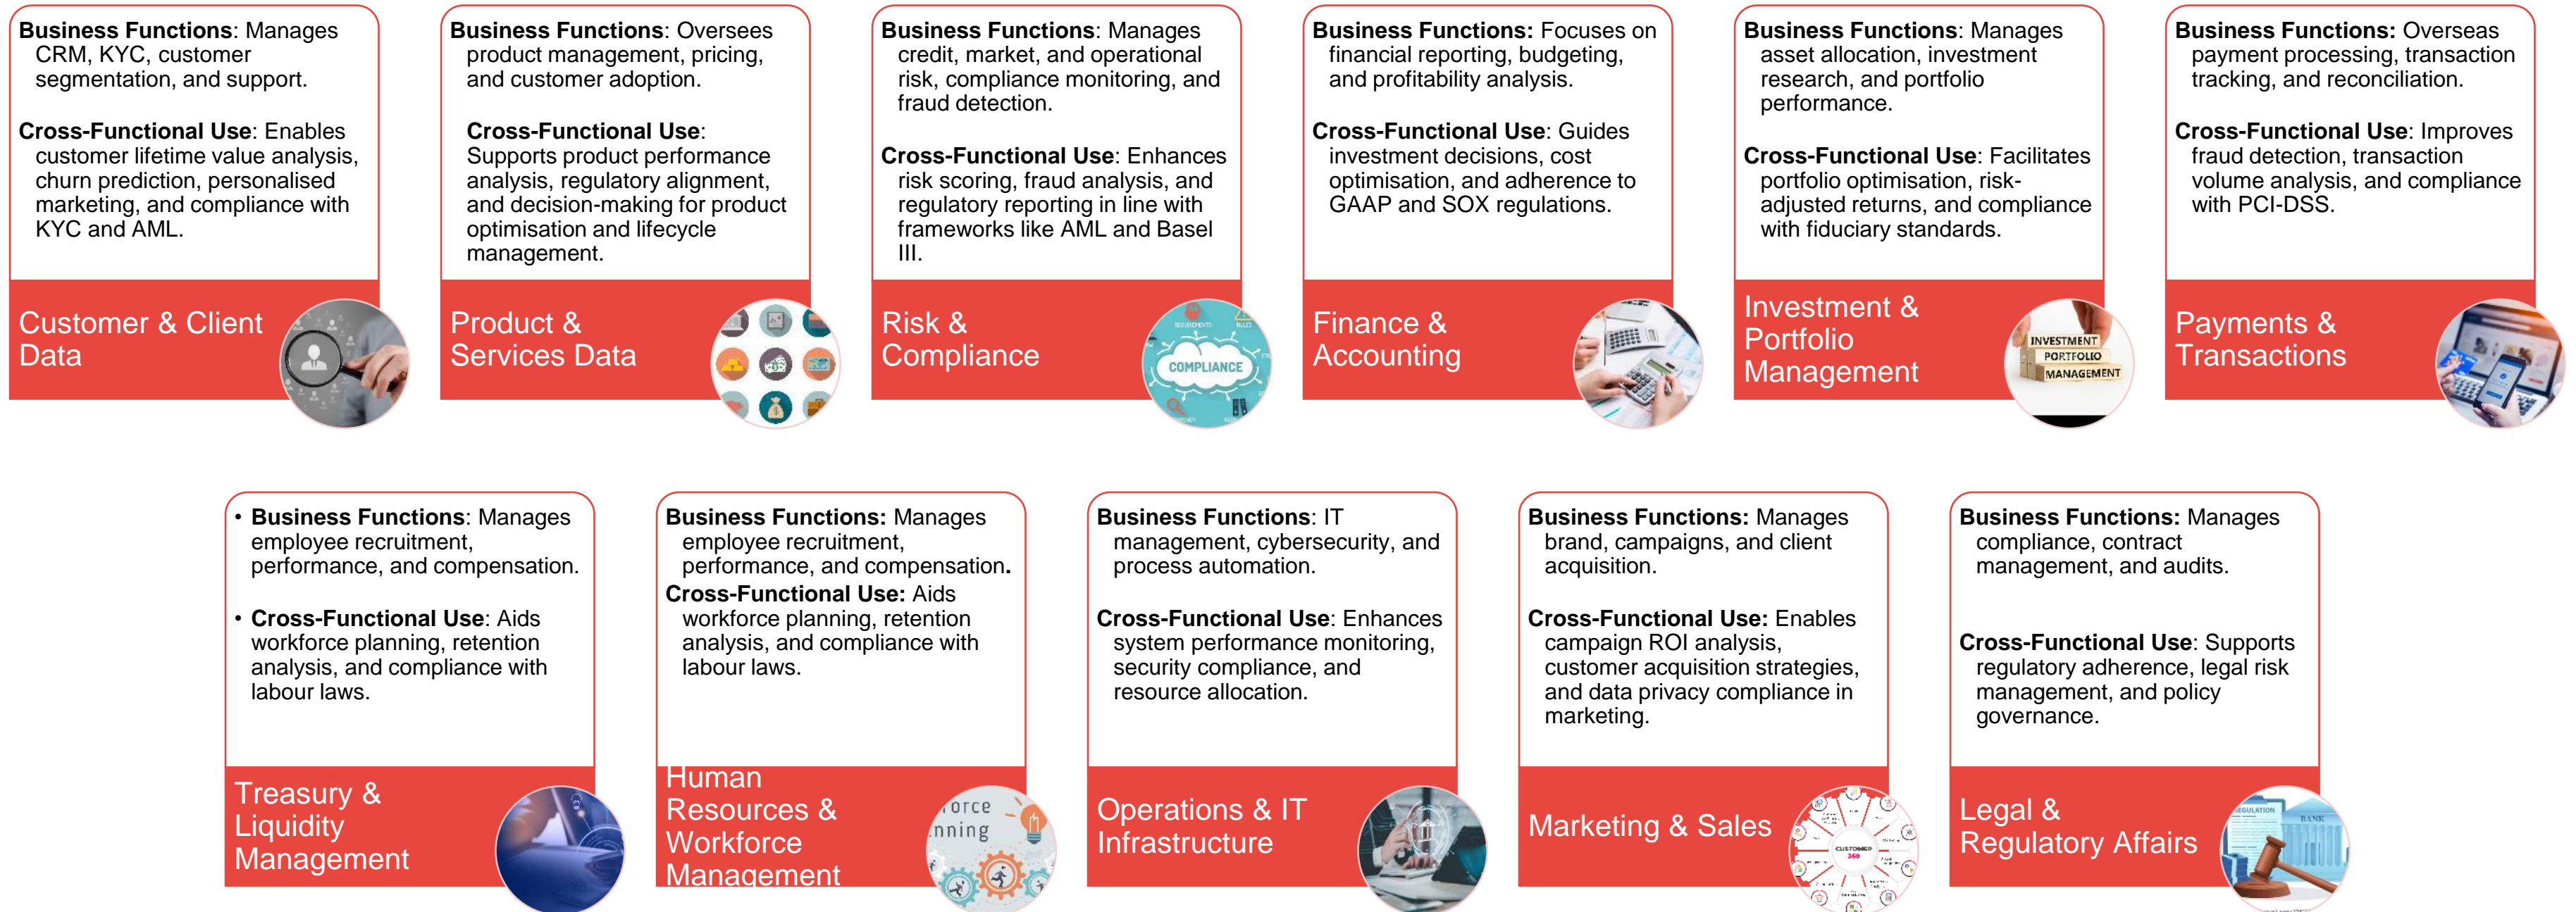 Business Functions: Manages
CRM, KYC, customer
segmentation, and support.
Cross-Functional Use: Enables
customer lifetime value analysis,
churn prediction, personalised
marketing, and compliance with
KYC and AML.
Customer & Client
Data
Business Functions: Oversees
product management, pricing,
and customer adoption.
Cross-Functional Use:
Supports product performance
analysis, regulatory alignment,
and decision-making for product
optimisation and lifecycle
management.
Product &
Services Data
Business Functions: Manages
credit, market, and operational
risk, compliance monitoring, and
fraud detection.
Cross-Functional Use: Enhances
risk scoring, fraud analysis, and
regulatory reporting in line with
frameworks like AML and Basel
III.
Risk &
Compliance
REQUIREMENTS
RULES
COMPLIANCE
Business Functions: Focuses on
financial reporting, budgeting,
and profitability analysis.
Cross-Functional Use: Guides
investment decisions, cost
optimisation, and adherence to
GAAP and SOX regulations.
Finance &
Accounting
Business Functions: Manages
asset allocation, investment
research, and portfolio
performance.
Cross-Functional Use: Facilitates
portfolio optimisation, risk-
adjusted returns, and compliance
with fiduciary standards.
Investment &
Portfolio
Management
INVESTMENT
PORTFOLIO
MANAGEMENT
Business Functions: Overseas
payment processing, transaction
tracking, and reconciliation.
Cross-Functional Use: Improves
fraud detection, transaction
volume analysis, and compliance
with PCI-DSS.
Payments &
Transactions
• Business Functions: Manages
employee recruitment,
performance, and compensation.
• Cross-Functional Use: Aids
workforce planning, retention
analysis, and compliance with
labour laws.
Treasury &
Liquidity
Management
Business Functions: Manages
employee recruitment,
performance, and compensation.
Cross-Functional Use: Aids
workforce planning, retention
analysis, and compliance with
labour laws.
Human
Resources &
Workforce
Management
orce
nning
Business Functions: IT
management, cybersecurity, and
process automation.
Cross-Functional Use: Enhances
system performance monitoring,
security compliance, and
resource allocation.
Operations & IT
Infrastructure
Business Functions: Manages
brand, campaigns, and client
acquisition.
Cross-Functional Use: Enables
campaign ROI analysis,
customer acquisition strategies,
and data privacy compliance in
marketing.
Marketing & Sales
CUSTOMER
360
Business Functions: Manages
compliance, contract
management, and audits.
Cross-Functional Use: Supports
regulatory adherence, legal risk
management, and policy
governance.
Legal &
Regulatory Affairs
REGULATION
BANK